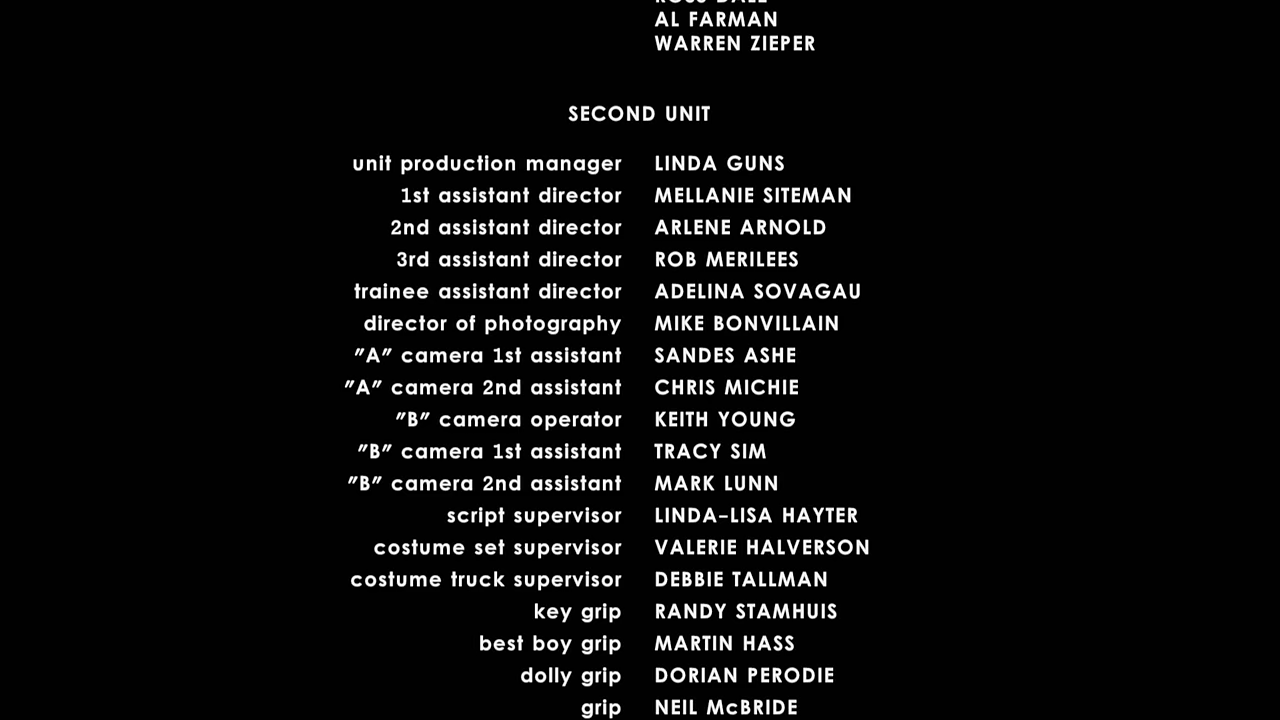 AL FARMAN
WARREN ZIEPER
SECOND UNIT
unit production manager LINDA GUNS
1st assistant director MELLANIE SITEMAN
2nd assistant director ARLENE ARNOLD
3rd assistant director ROB MERILEES
trainee assistant director ADELINA SOVAGAU
director of photography MIKE BONVILLAIN
"A" camera 1st assistant SANDES ASHE
"A" camera 2nd assistant CHRIS MICHIE
"B" camera operator KEITH YOUNG
"B" camera 1st assistant TRACY SIM
"B" camera 2nd assistant MARK LUNN
script supervisor LINDA-LISA HAYTER
costume set supervisor VALERIE HALVERSON
costume truck supervisor DEBBIE TALLMAN
key grip RANDY STAMHUIS
best boy grip MARTIN HASS
dolly grip DORIAN PERODIE
grip NEIL McBRIDE